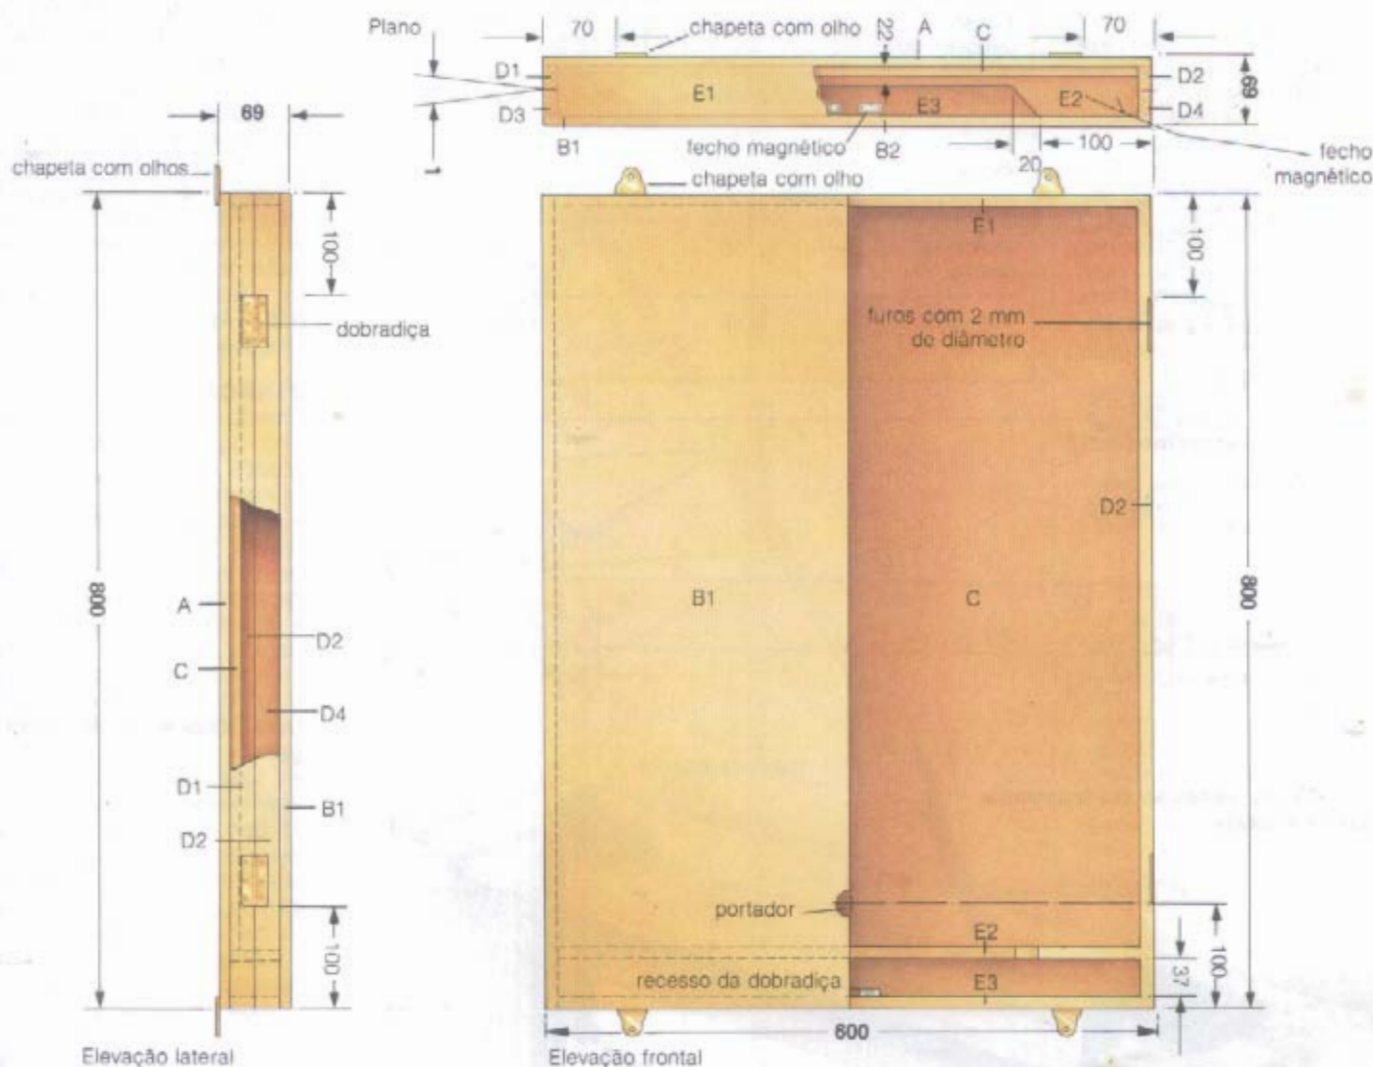 Plano
70
chapeta com olho
22
A
C
70
D1
E1
D2
E2
E3
D3
D4
69
B1
fecho magnético
B2
100
20
1
fecho
magnético
chapeta com olho
69
chapeta com olhos
100
dobradiça
800
A
D2
C
D4
D1
B1
D2
100
Elevação lateral
E1
100
furos com 2 mm
de diâmetro
D2
B1
C
800
portador
E2
100
recesso da dobradiça
E3
37
600
Elevação frontal